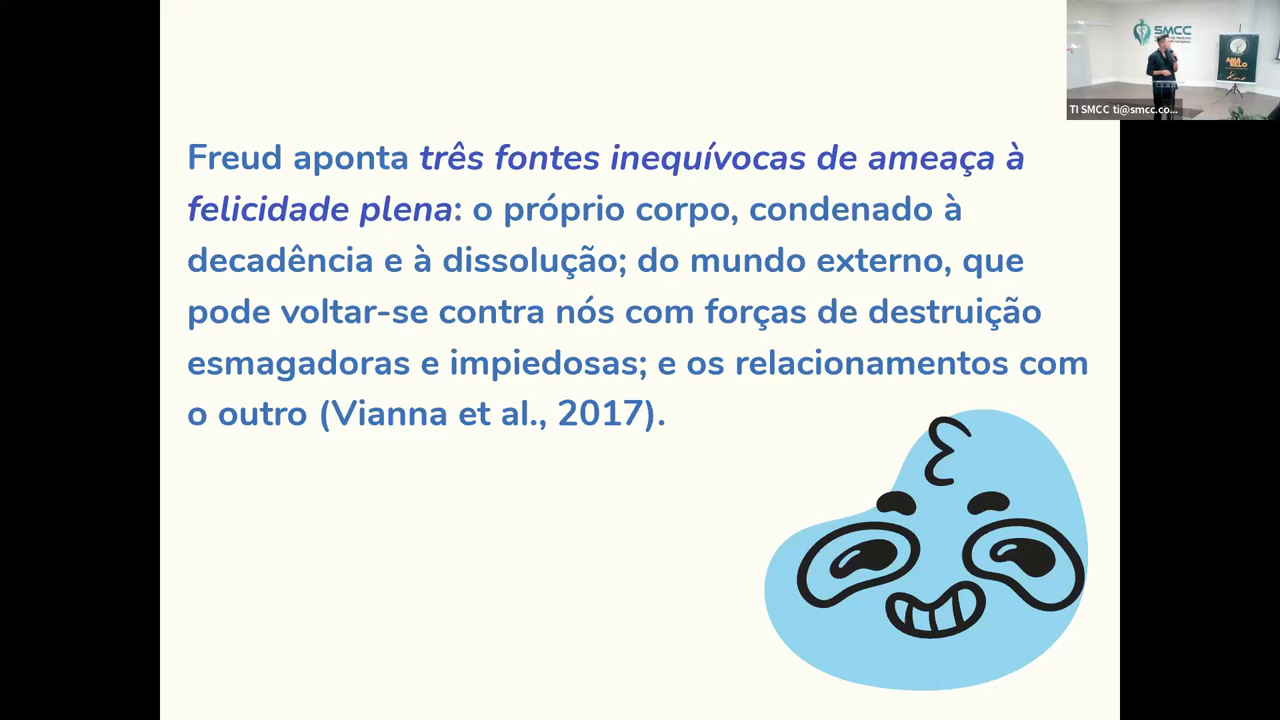 Freud aponta três fontes inequívocas de ameaça à
felicidade plena: o próprio corpo, condenado à
decadência e à dissolução; do mundo externo, que
pode voltar-se contra nós com forças de destruição
esmagadoras e impiedosas; e os relacionamentos com
o outro (Vianna et al., 2017).
SMCC
AMA
RELO
TI SMCC ti@smcc.co...